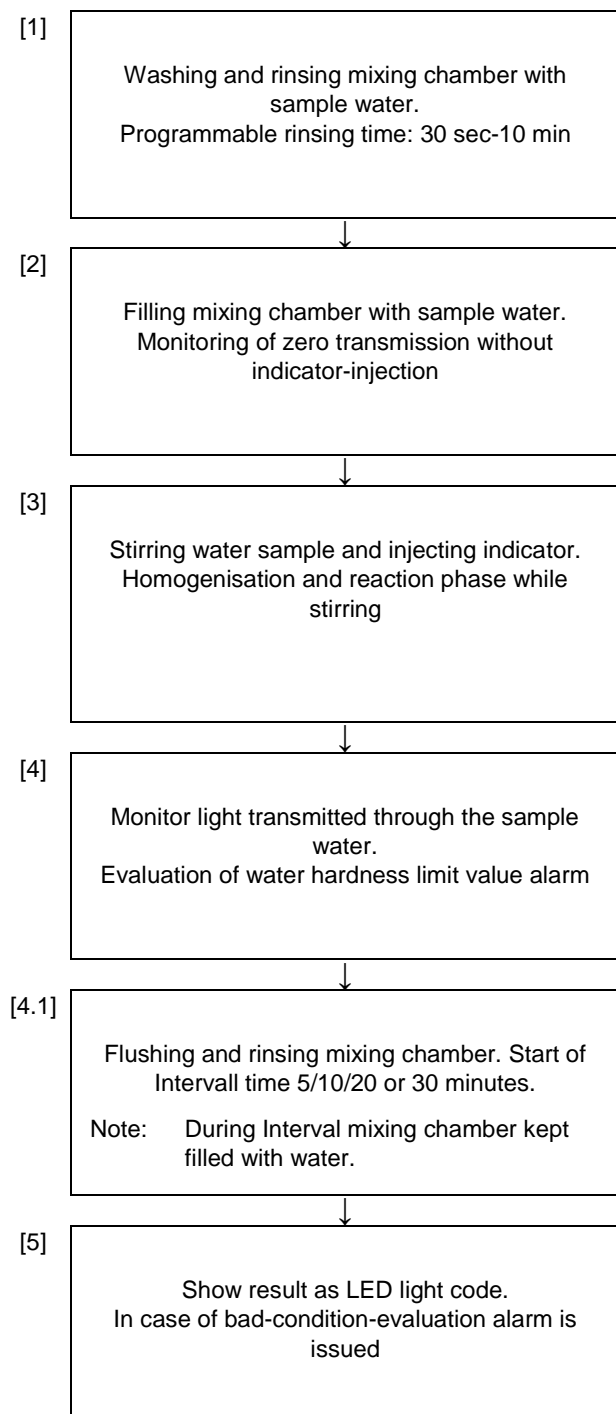 [1]
Washing and rinsing mixing chamber with
sample water.
Programmable rinsing time: 30 sec-10 min
[2]
Filling mixing chamber with sample water.
Monitoring of zero transmission without
indicator-injection
[3]
Stirring water sample and injecting indicator.
Homogenisation and reaction phase while
stirring
[4]
Monitor light transmitted through the sample
water.
Evaluation of water hardness limit value alarm
[4.1]
Flushing and rinsing mixing chamber. Start of
Intervall time 5/10/20 or 30 minutes.
Note: During Interval mixing chamber kept
filled with water.
[5]
Show result as LED light code.
In case of bad-condition-evaluation alarm is
issued